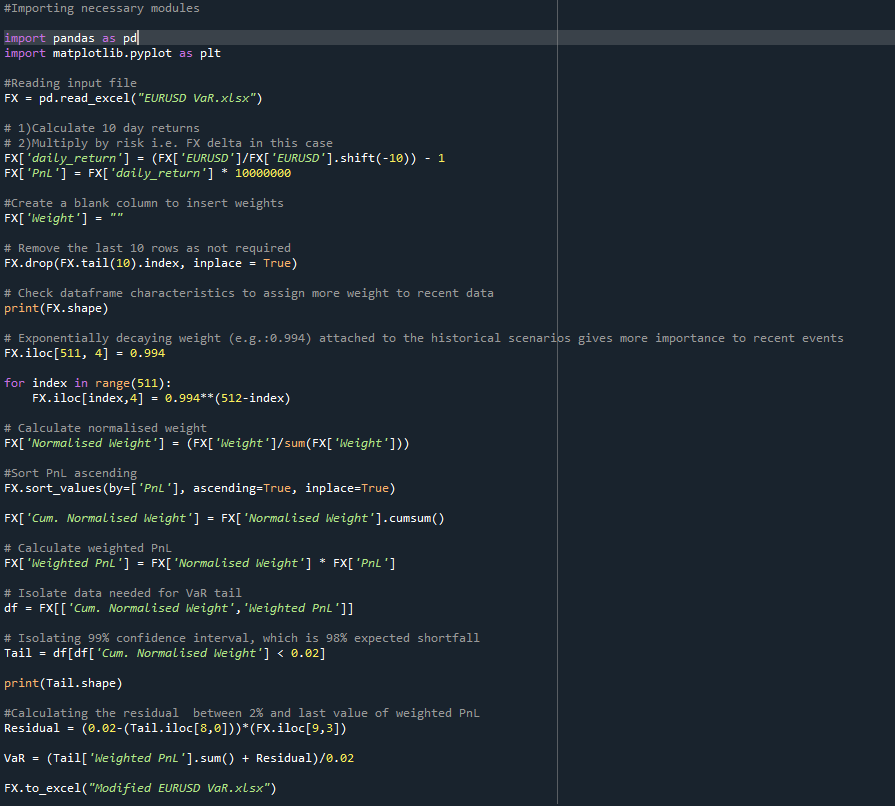 #Importing necessary modules
import pandas as pd
import matplotlib.pyplot as plt
#Reading input file
FX = pd.read_excel("EURUSD VaR.xlsx")
# 1)Calculate 10 day returns
# 2)Multiply by risk i.e. FX delta in this case
FX['daily_return'] = (FX['EURUSD']/FX['EURUSD'].shift(-10)) - 1
FX['PnL'] = FX['daily_return'] * 10000000
#Create a blank column to insert weights
FX['Weight'] = ""
# Remove the last 10 rows as not required
FX.drop(FX.tail(10).index, inplace = True)
# Check dataframe characteristics to assign more weight to recent data
print(FX.shape)
# Exponentially decaying weight (e.g.:0.994) attached to the historical scenarios gives more importance to recent events
FX.iloc[511, 4] = 0.994
for index in range(511):
    FX.iloc[index,4] = 0.994**(512-index)
# Calculate normalised weight
FX['Normalised Weight'] = (FX['Weight']/sum(FX['Weight']))
#Sort PnL ascending
FX.sort_values(by=['PnL'], ascending=True, inplace=True)
FX['Cum. Normalised Weight'] = FX['Normalised Weight'].cumsum()
# Calculate weighted PnL
FX['Weighted PnL'] = FX['Normalised Weight'] * FX['PnL']
# Isolate data needed for VaR tail
df = FX[['Cum. Normalised Weight','Weighted PnL']]
# Isolating 99% confidence interval, which is 98% expected shortfall
Tail = df[df['Cum. Normalised Weight'] < 0.02]
print(Tail.shape)
#Calculating the residual  between 2% and last value of weighted PnL
Residual = (0.02-(Tail.iloc[8,0]))*(FX.iloc[9,3])
VaR = (Tail['Weighted PnL'].sum() + Residual)/0.02
FX.to_excel("Modified EURUSD VaR.xlsx")